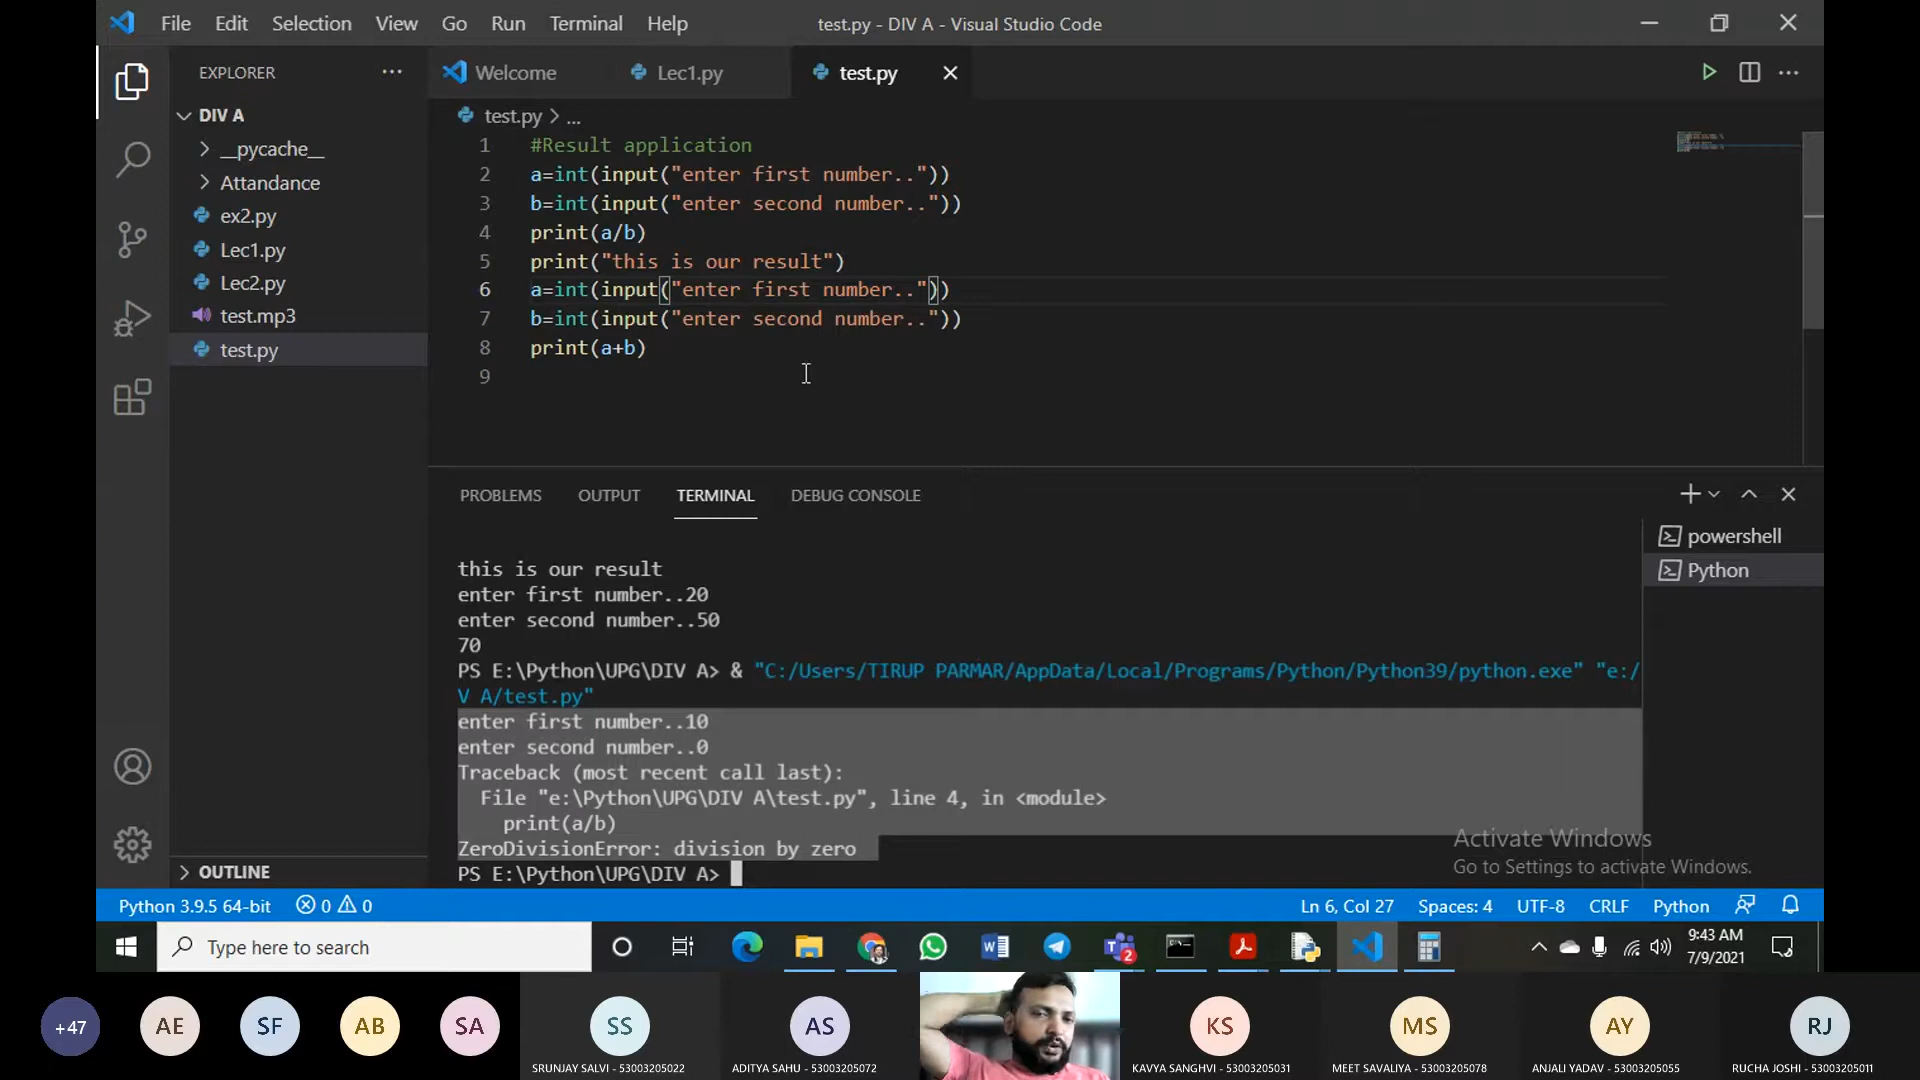 File Edit Selection View Go Run Terminal Help
test.py - DIV A - Visual Studio Code
EXPLORER
Welcome
Lec1.py
test.py
DIV A
__pycache__
Attandance
ex2.py
Lec1.py
Lec2.py
test.mp3
test.py
OUTLINE
test.py > ...
1 #Result application
2 a=int(input("enter first number.."))
3 b=int(input("enter second number.."))
4 print(a/b)
5 print("this is our result")
6 a=int(input("enter first number.."))
7 b=int(input("enter second number.."))
8 print(a+b)
9
PROBLEMS OUTPUT TERMINAL DEBUG CONSOLE
powershell
Python
this is our result
enter first number..20
enter second number..50
70
PS E:\Python\UPG\DIV A> & "C:/Users/TIRUP PARMAR/AppData/Local/Programs/Python/Python39/python.exe" "e:/
V A/test.py"
enter first number..10
enter second number..0
Traceback (most recent call last):
File "e:\Python\UPG\DIV A\test.py", line 4, in <module>
print(a/b)
ZeroDivisionError: division by zero
PS E:\Python\UPG\DIV A>
Activate Windows
Go to Settings to activate Windows.
Python 3.9.5 64-bit 0 0 Ln 6, Col 27 Spaces: 4 UTF-8 CRLF Python
Type here to search
2
9:43 AM
7/9/2021
+47 AE SF AB SA SS AS KS MS AY RJ
SRUNJAY SALVI - 53003205022 ADITYA SAHU - 53003205072 KAVYA SANGHVI - 53003205031 MEET SAVALIYA - 53003205078 ANJALI YADAV - 53003205055 RUCHA JOSHI - 53003205011